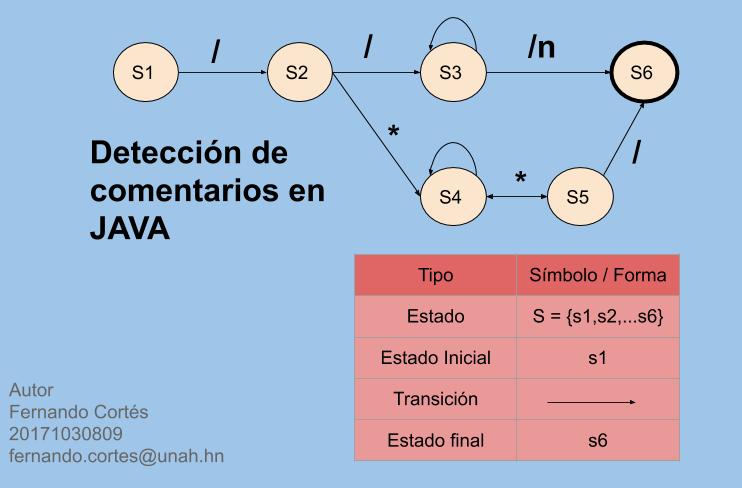 S1
/
S2
/
S3
/n
S6
*
S4
*
S5
/
Detección de
comentarios en
JAVA
Tipo
Símbolo / Forma
Estado
S = {s1,s2,...s6}
Estado Inicial
s1
Transición
Estado final
s6
Autor
Fernando Cortés
20171030809
fernando.cortes@unah.hn